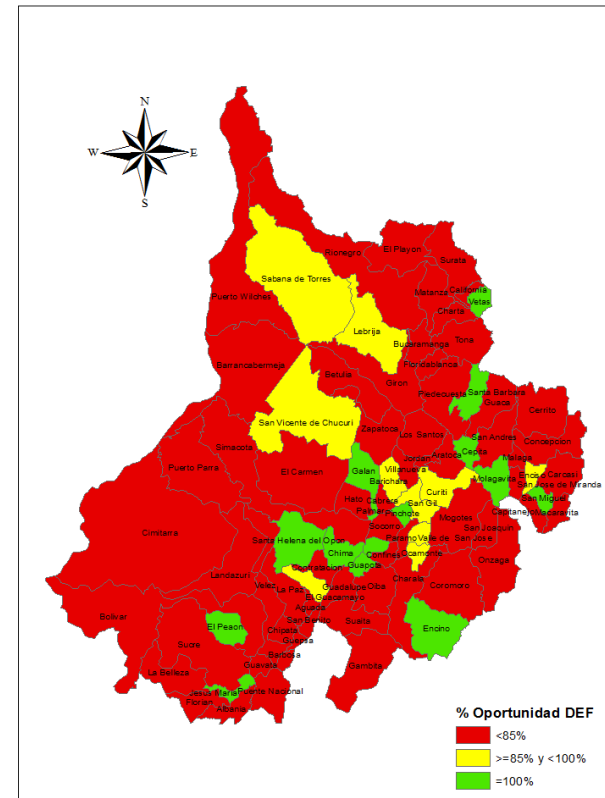 N
W
E
S
Rionegro
El Playon
Surata
Sabana de Torres
California
Vetas
Matanza
Charta
Puerto Wilches
Lebrija
Bucaramanga
Tona
Floridablanca
Barrancabermeja
Betulia
Giron
Piedecuesta
Santa Barbara
Guaca
Cerrito
San Vicente de Chucuri
Zapatoca
Los Santos
San Andres
Concepcion
Simacota
Jordan
Aratoca
Cepita
Malaga
Puerto Parra
El Carmen
Galan
Villanueva
Barichara
Molagavita
Enciso
Carcasi
San Jose de Miranda
Curiti
San Miguel
Hato
Cabrera
San Gil
Palmar
Pinchote
Mogotes
Capitanejo
Macaravita
Socorro
San Joaquin
Cimitarra
Santa Helena del Opon
Paramo
Valle de San Jose
Chima
Confines
Ocamonte
Contratacion
Guapota
Onzaga
Landazuri
Velez
La Paz
Guadalupe
Oiba
Charala
Coromoro
El Guacamayo
Aguada
Bolivar
San Benito
Suaita
El Peñon
Chipata
Encino
Sucre
Guepsa
Barbosa
La Belleza
Guavata
Gambita
Jesus Maria
Puente Nacional
Florian
Albania
% Oportunidad DEF
<85%
>=85% y <100%
=100%